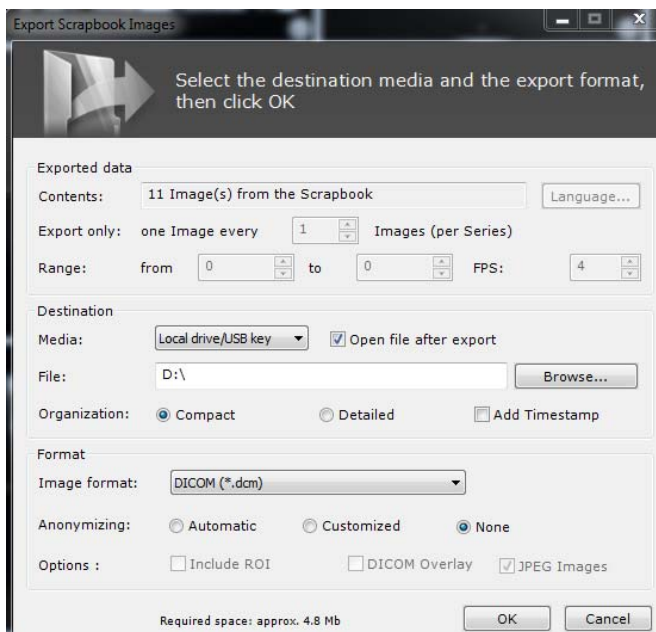 Export Scrapbook Images
Select the destination media and the export format,
then click OK
Exported data
Contents: 11 Image(s) from the Scrapbook Language...
Export only: one Image every 1 Images (per Series)
Range: from 0 to 0 FPS: 4
Destination
Media: Local drive/USB key Open file after export
File: D:\ Browse...
Organization: Compact Detailed Add Timestamp
Format
Image format: DICOM (*.dcm)
Anonymizing: Automatic Customized None
Options : Include ROI DICOM Overlay JPEG Images
Required space: approx. 4.8 Mb OK Cancel